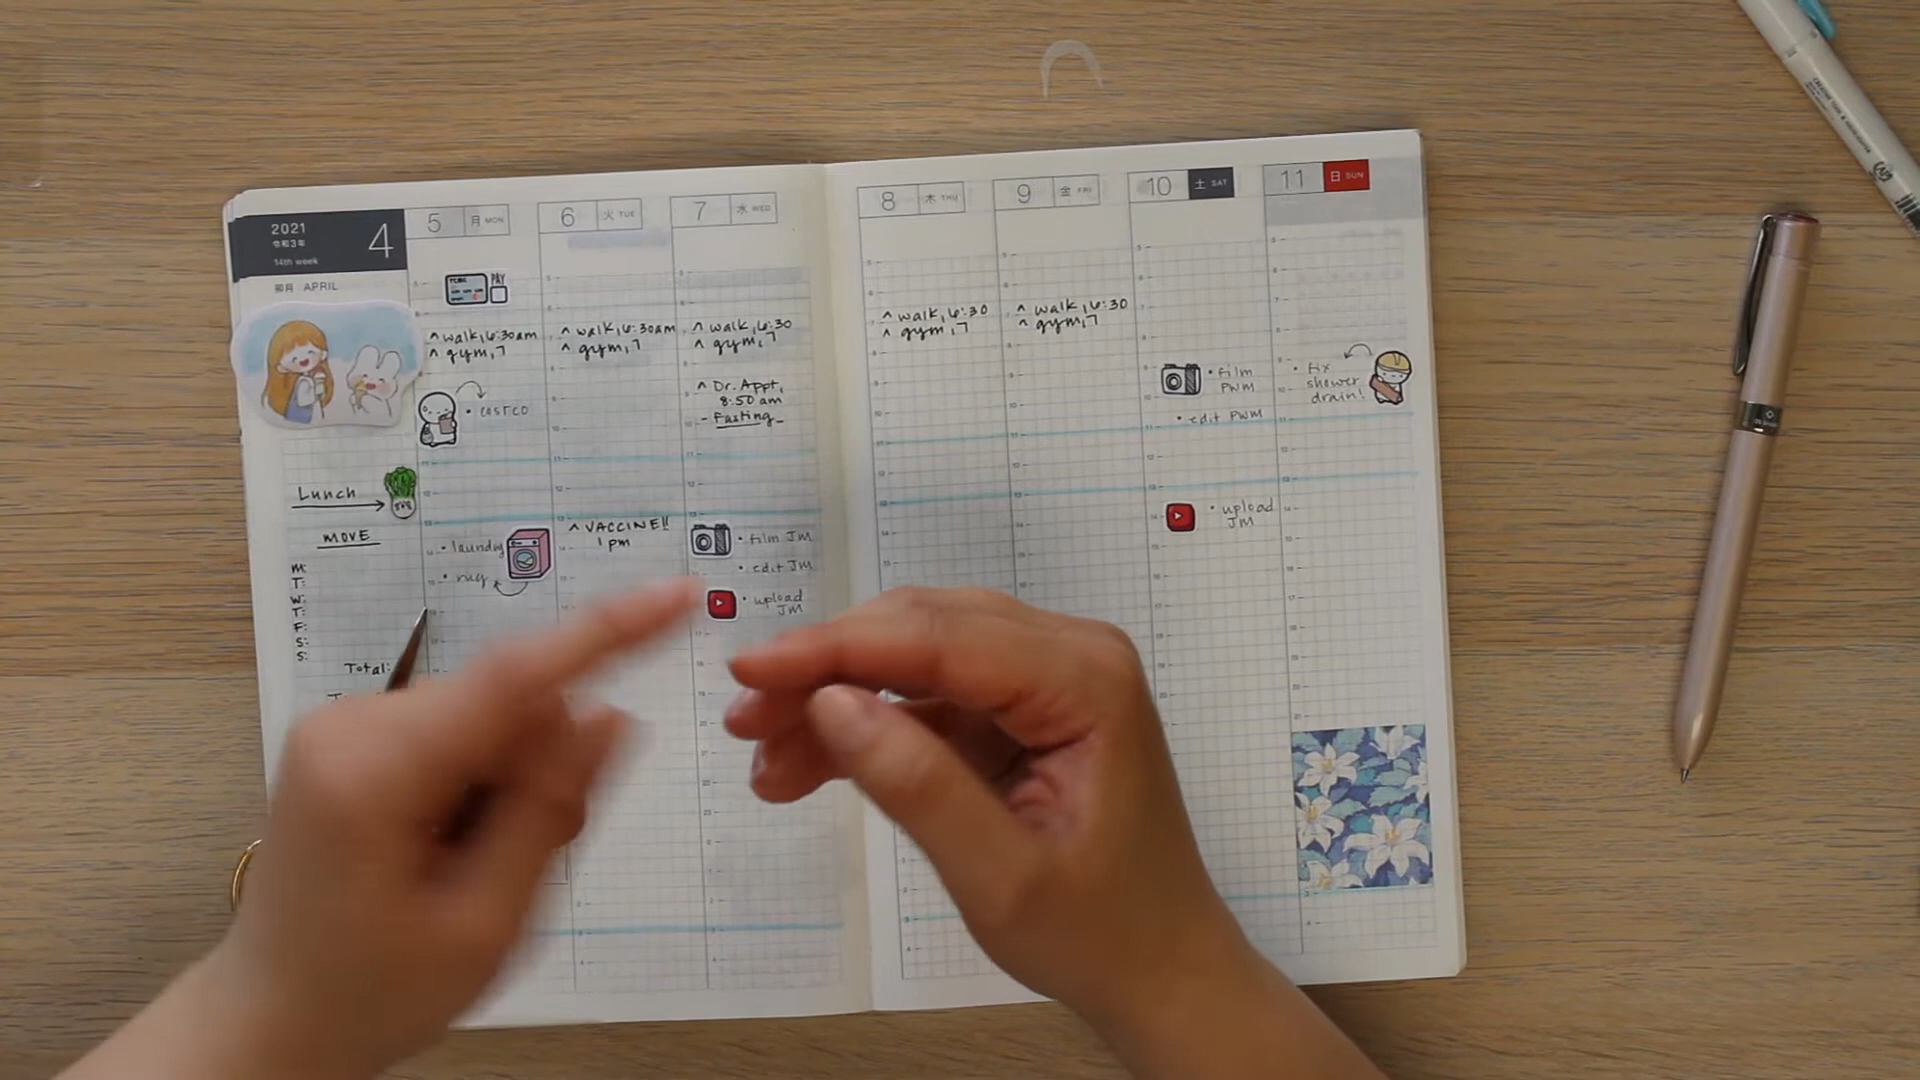 2021
令和3年
14th week
4
卯月 APRIL
Lunch
MOVE
M:
T:
W:
T:
F:
S:
S:
Total:
5 月 MON
PAY
^ walk, 6:30am
^ gym, 7
• COSTCO
• laundry
• rug
6 火 TUE
^ walk, 6:30am
^ gym, 7
^ VACCINE!!
1 pm
7 水 WED
^ walk, 6:30
^ gym, 7
^ Dr. Appt,
8:50 am
- Fasting -
• film JM
• edit JM
• upload
JM
8 木 THU
^ walk, 6:30
^ gym, 7
9 金 FRI
^ walk, 6:30
^ gym, 7
10 土 SAT
• film
PWM
• edit PWM
• upload
JM
11 日 SUN
• fix
shower
drain!